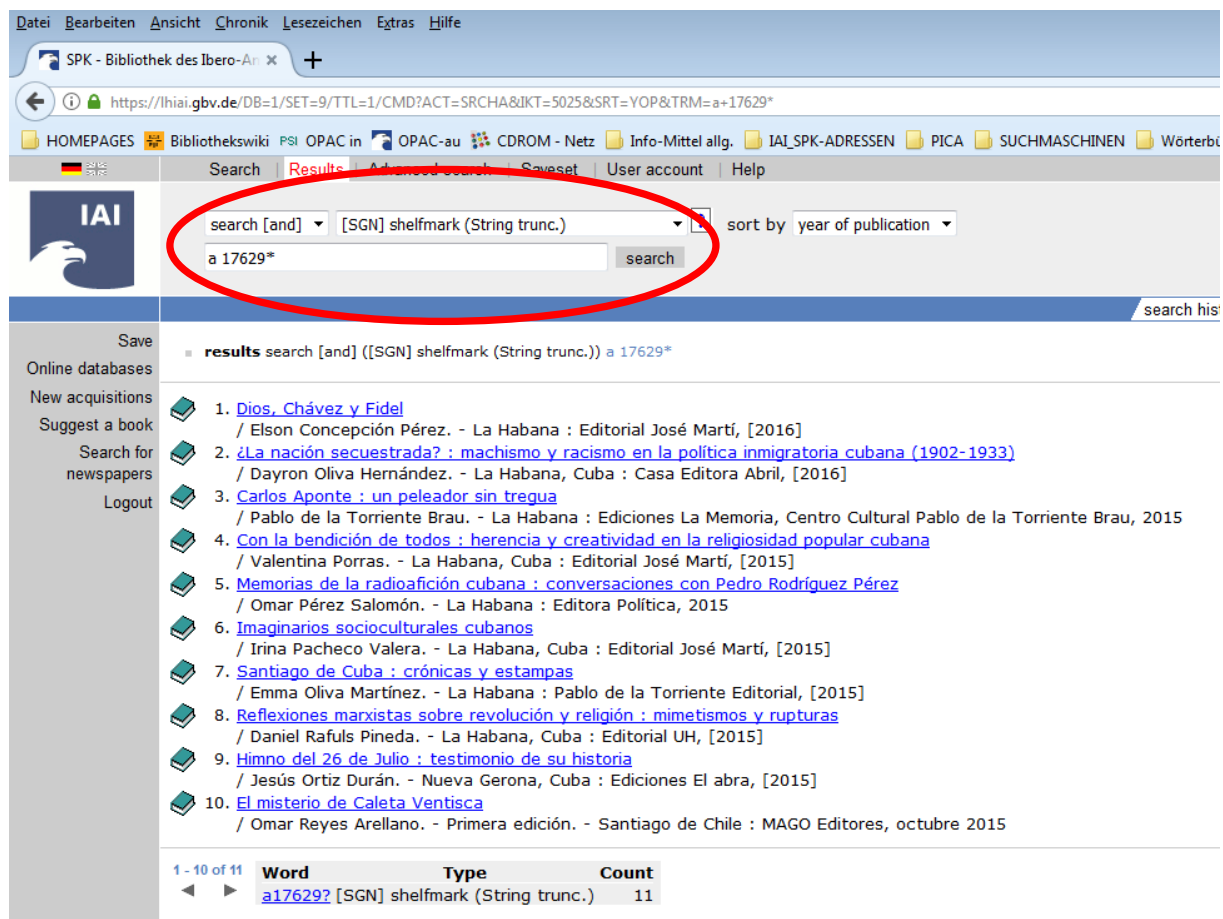 Datei Bearbeiten Ansicht Chronik Lesezeichen Extras Hilfe
SPK - Bibliothek des Ibero-An × +
https://lhiai.gbv.de/DB=1/SET=9/TTL=1/CMD?ACT=SRCHA&IKT=5025&SRT=YOP&TRM=a+17629*
HOMEPAGES Bibliothekswiki PSI OPAC in OPAC-au CDROM - Netz Info-Mittel allg. IAI_SPK-ADRESSEN PICA SUCHMASCHINEN Wörterbü
Search | Results | Advanced search | Saveset | User account | Help
IAI
search [and] [SGN] shelfmark (String trunc.) sort by year of publication
a 17629* search
search hist
Save
Online databases
New acquisitions
Suggest a book
Search for
newspapers
Logout
results search [and] ([SGN] shelfmark (String trunc.)) a 17629*
1. Dios, Chávez y Fidel
/ Elson Concepción Pérez. - La Habana : Editorial José Martí, [2016]
2. ¿La nación secuestrada? : machismo y racismo en la política inmigratoria cubana (1902-1933)
/ Dayron Oliva Hernández. - La Habana, Cuba : Casa Editora Abril, [2016]
3. Carlos Aponte : un peleador sin tregua
/ Pablo de la Torriente Brau. - La Habana : Ediciones La Memoria, Centro Cultural Pablo de la Torriente Brau, 2015
4. Con la bendición de todos : herencia y creatividad en la religiosidad popular cubana
/ Valentina Porras. - La Habana, Cuba : Editorial José Martí, [2015]
5. Memorias de la radioafición cubana : conversaciones con Pedro Rodríguez Pérez
/ Omar Pérez Salomón. - La Habana : Editora Política, 2015
6. Imaginarios socioculturales cubanos
/ Irina Pacheco Valera. - La Habana, Cuba : Editorial José Martí, [2015]
7. Santiago de Cuba : crónicas y estampas
/ Emma Oliva Martínez. - La Habana : Pablo de la Torriente Editorial, [2015]
8. Reflexiones marxistas sobre revolución y religión : mimetismos y rupturas
/ Daniel Rafuls Pineda. - La Habana, Cuba : Editorial UH, [2015]
9. Himno del 26 de Julio : testimonio de su historia
/ Jesús Ortiz Durán. - Nueva Gerona, Cuba : Ediciones El abra, [2015]
10. El misterio de Caleta Ventisca
/ Omar Reyes Arellano. - Primera edición. - Santiago de Chile : MAGO Editores, octubre 2015
1 - 10 of 11 Word Type Count
a17629? [SGN] shelfmark (String trunc.) 11